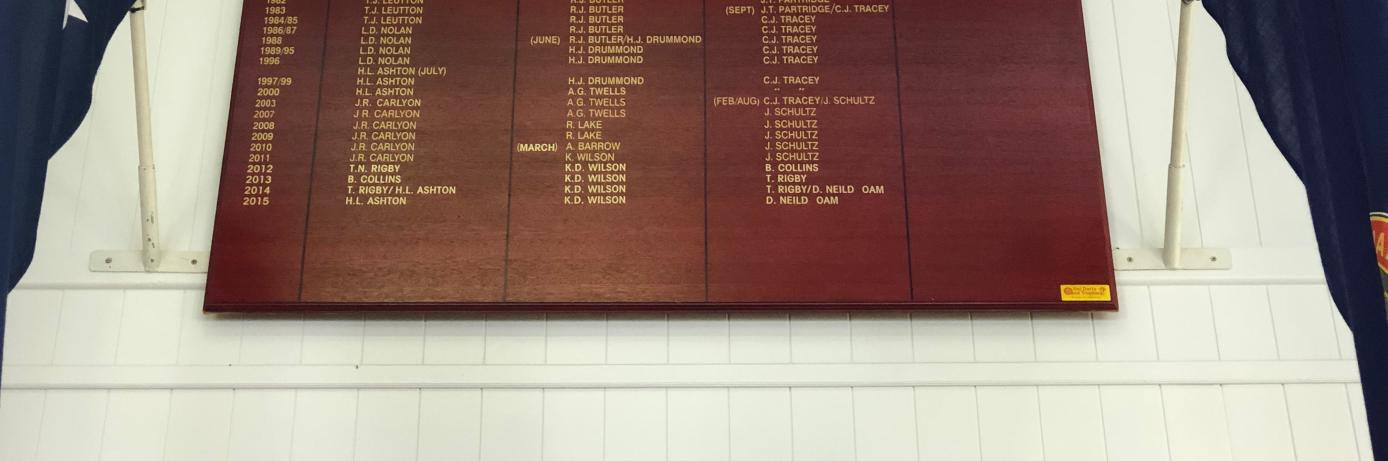 1982 T.J. LEUTTON R.J. BUTLER J.T. PARTRIDGE
1983 T.J. LEUTTON R.J. BUTLER (SEPT) J.T. PARTRIDGE/C.J. TRACEY
1984/85 T.J. LEUTTON R.J. BUTLER C.J. TRACEY
1986/87 L.D. NOLAN R.J. BUTLER C.J. TRACEY
1988 L.D. NOLAN (JUNE) R.J. BUTLER/H.J. DRUMMOND C.J. TRACEY
1989/95 L.D. NOLAN H.J. DRUMMOND C.J. TRACEY
1996 L.D. NOLAN H.J. DRUMMOND C.J. TRACEY
H.L. ASHTON (JULY)
1997/99 H.L. ASHTON H.J. DRUMMOND C.J. TRACEY
2000 H.L. ASHTON A.G. TWELLS " "
2003 J.R. CARLYON A.G. TWELLS (FEB/AUG) C.J. TRACEY/J. SCHULTZ
2007 J R. CARLYON A.G. TWELLS J. SCHULTZ
2008 J.R. CARLYON R. LAKE J. SCHULTZ
2009 J.R. CARLYON R. LAKE J. SCHULTZ
2010 J.R. CARLYON (MARCH) A. BARROW J. SCHULTZ
2011 J.R. CARLYON K. WILSON J. SCHULTZ
2012 T.N. RIGBY K.D. WILSON B. COLLINS
2013 B. COLLINS K.D. WILSON T. RIGBY
2014 T. RIGBY/H.L. ASHTON K.D. WILSON T. RIGBY/D. NEILD OAM
2015 H.L. ASHTON K.D. WILSON D. NEILD OAM